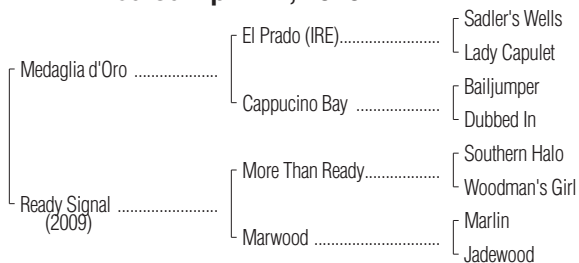 Sadler's Wells
El Prado (IRE)
Lady Capulet
Medaglia d'Oro
Bailjumper
Cappucino Bay
Dubbed In
Southern Halo
More Than Ready
Woodman's Girl
Ready Signal
(2009)
Marlin
Marwood
Jadewood